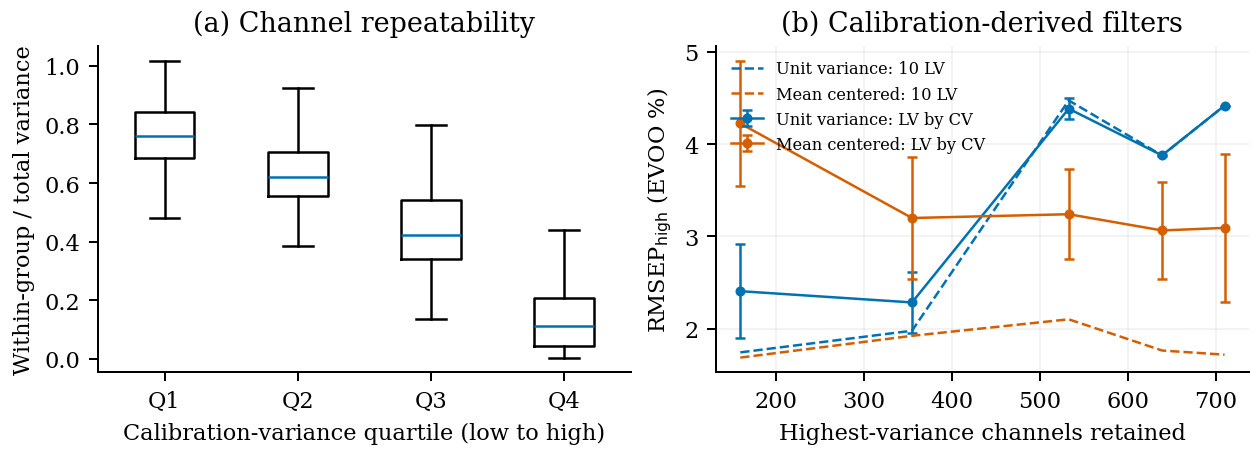 (a) Channel repeatability
Within-group / total variance
1.0
0.8
0.6
0.4
0.2
0.0
Q1 Q2 Q3 Q4
Calibration-variance quartile (low to high)
(b) Calibration-derived filters
RMSEP_high (EVOO %)
5
4
3
2
Unit variance: 10 LV
Mean centered: 10 LV
Unit variance: LV by CV
Mean centered: LV by CV
200 300 400 500 600 700
Highest-variance channels retained